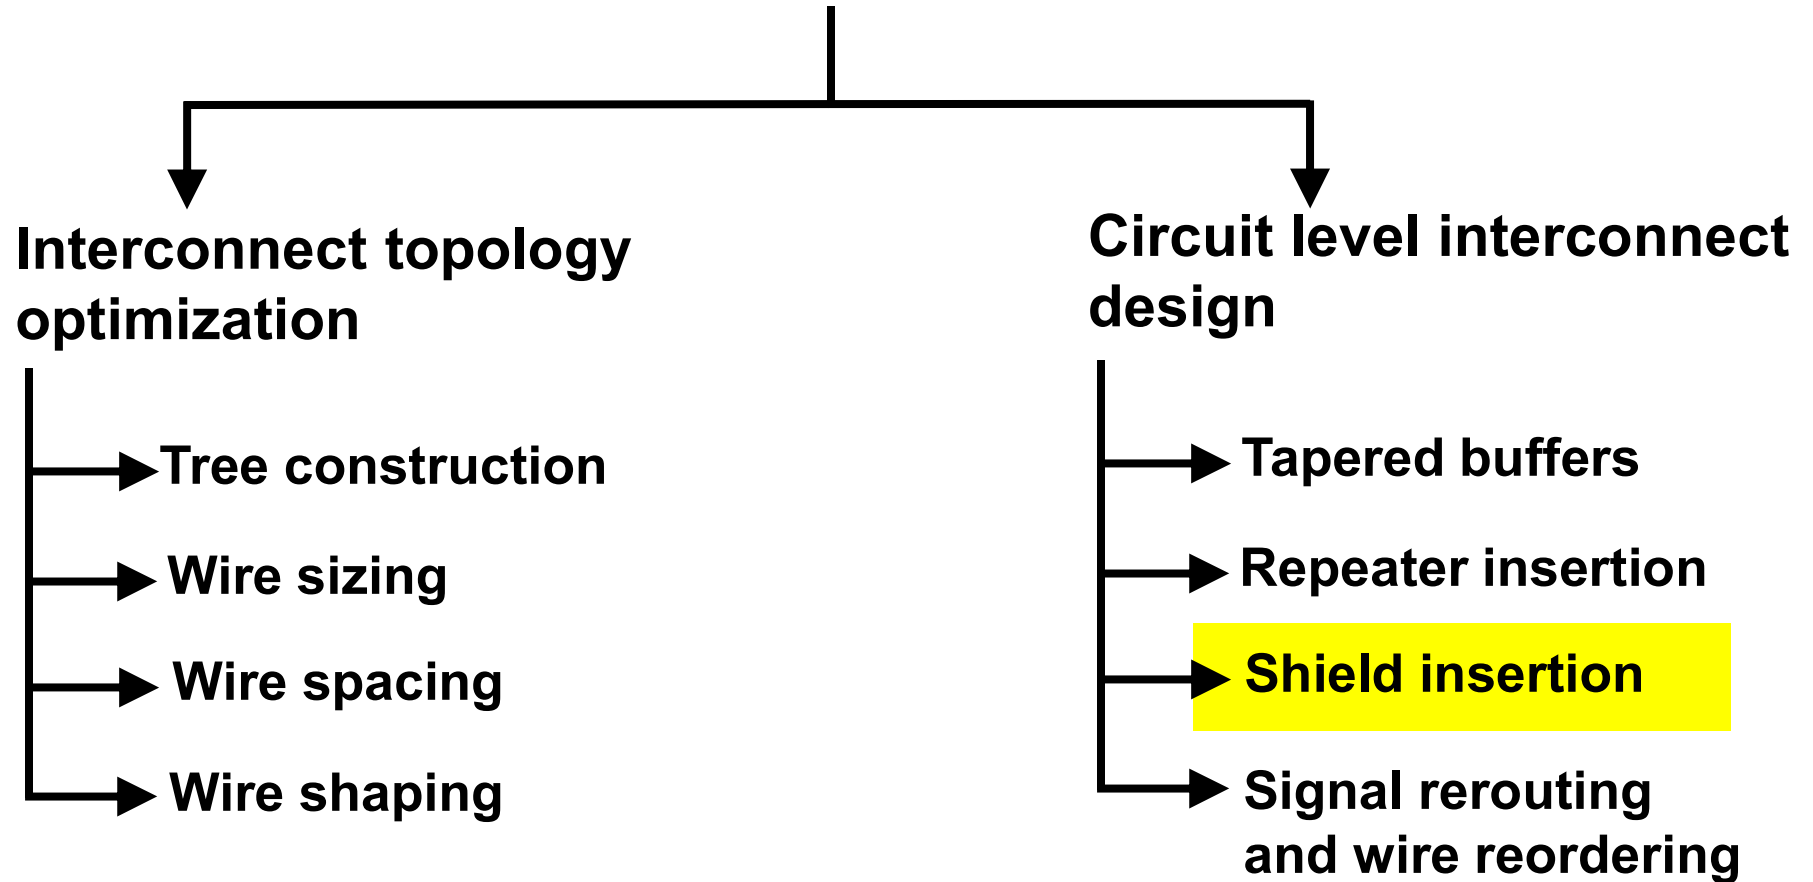 Interconnect topology
optimization
Tree construction
Wire sizing
Wire spacing
Wire shaping
Circuit level interconnect
design
Tapered buffers
Repeater insertion
Shield insertion
Signal rerouting
and wire reordering